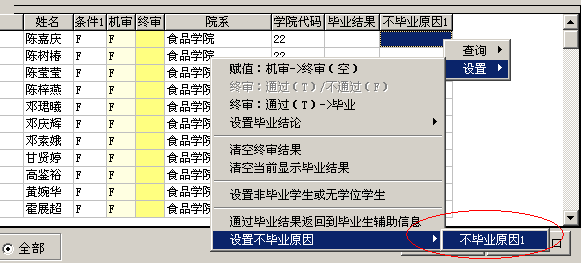 姓名 条件1 机审 终审 院系 学院代码 毕业结果 不毕业原因1
陈嘉庆 F F 食品学院 22
陈树椿 F F 食品学院 22
陈莹莹 F F 食品学院
陈梓燕 F F 食品学院
邓珺曦 F F 食品学院
邓庆辉 F F 食品学院
邓素娥 F F 食品学院
甘贤婷 F F 食品学院
高鉴裕 F F 食品学院
黄婉华 F F 食品学院
霍展超 F F 食品学院
查询
设置
赋值：机审->终审(空)
终审：通过(T)/不通过(F)
终审：通过(T)->毕业
设置毕业结论
清空终审结果
清空当前显示毕业结果
设置非毕业学生或无学位学生
通过毕业结果返回到毕业生辅助信息
设置不毕业原因
不毕业原因1
全部